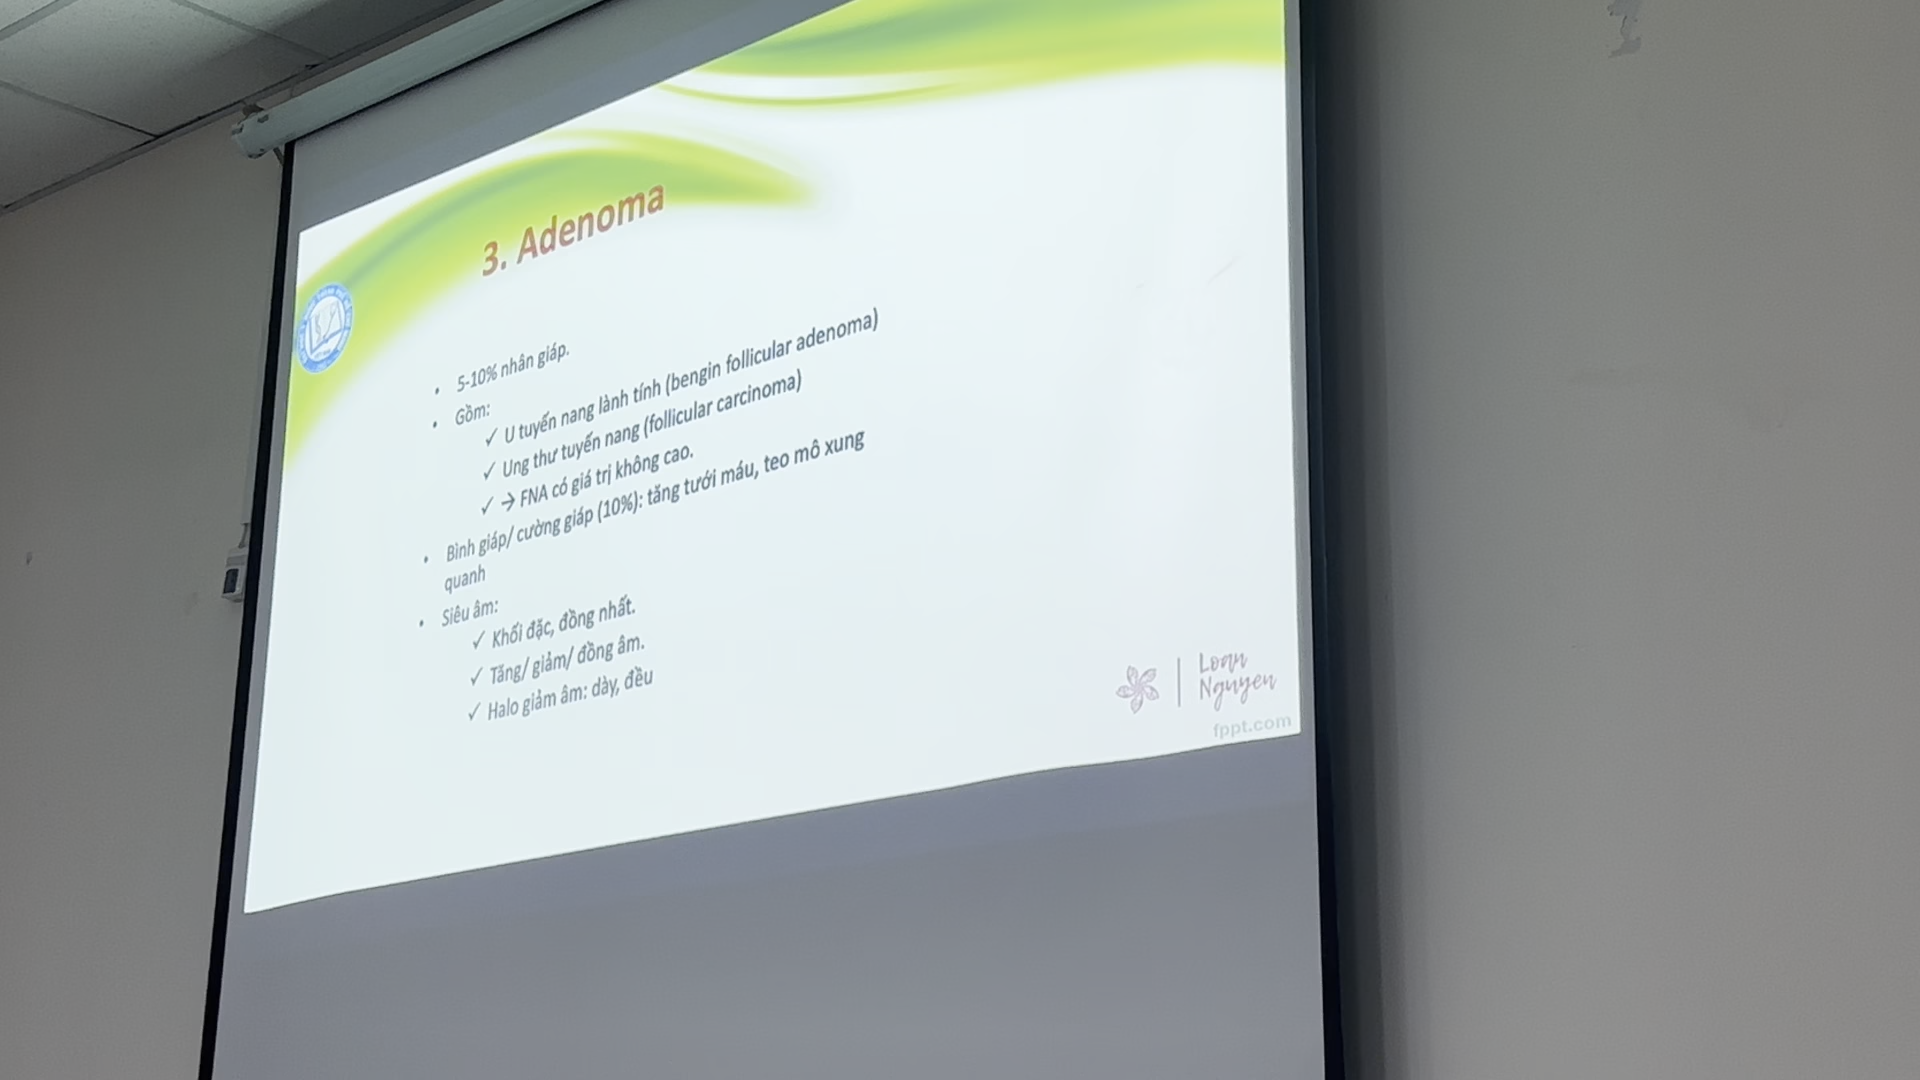 3. Adenoma
• 5-10% nhân giáp.
• Gồm:
✓ U tuyến nang lành tính (bengin follicular adenoma)
✓ Ung thư tuyến nang (follicular carcinoma)
✓ → FNA có giá trị không cao.
• Bình giáp/ cường giáp (10%): tăng tưới máu, teo mô xung
quanh
• Siêu âm:
✓ Khối đặc, đồng nhất.
✓ Tăng/ giảm/ đồng âm.
✓ Halo giảm âm: dày, đều
Loan
Nguyen
fppt.com